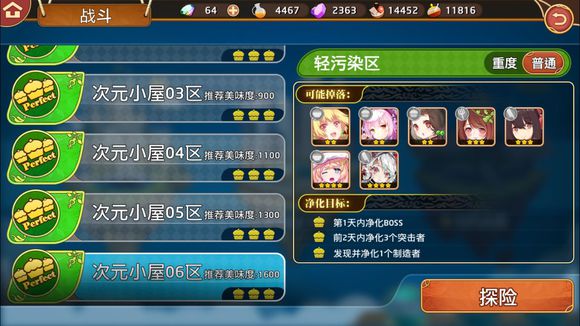 战斗
64
4467
2363
14452
11816
Perfect
次元小屋03区 推荐美味度:900
Perfect
次元小屋04区 推荐美味度:1100
Perfect
次元小屋05区 推荐美味度:1300
Perfect
次元小屋06区 推荐美味度:1600
轻污染区
重度 普通
可能掉落:
净化目标:
第1天内净化BOSS
前2天内净化3个突击者
发现并净化1个制造者
探险